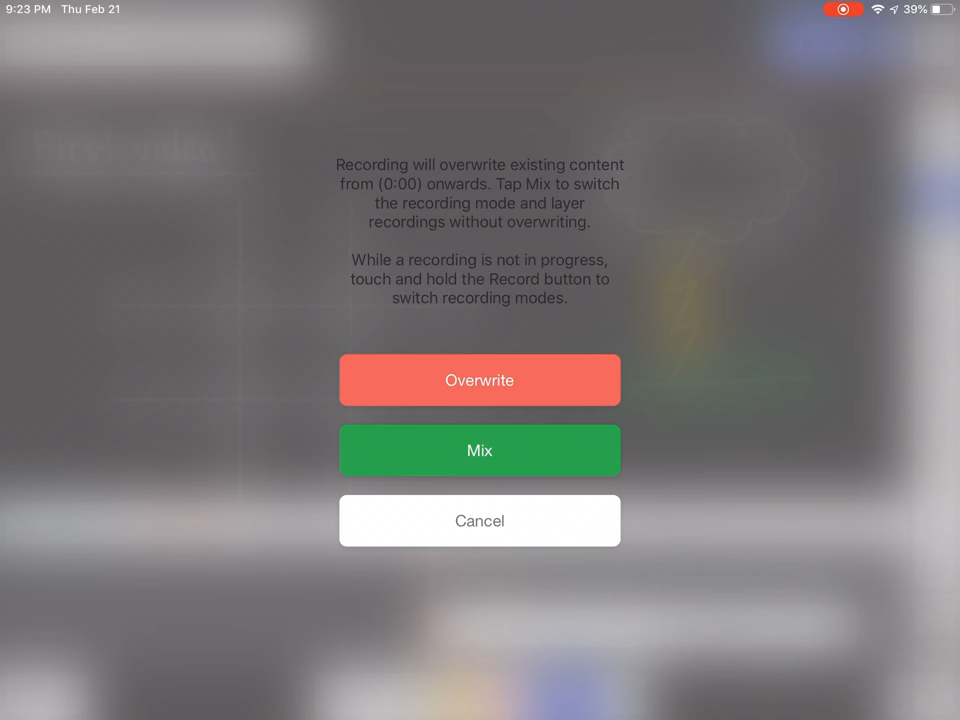 9:23 PM Thu Feb 21
39%
First video
Recording will overwrite existing content
from (0:00) onwards. Tap Mix to switch
the recording mode and layer
recordings without overwriting.
While a recording is not in progress,
touch and hold the Record button to
switch recording modes.
Overwrite
Mix
Cancel